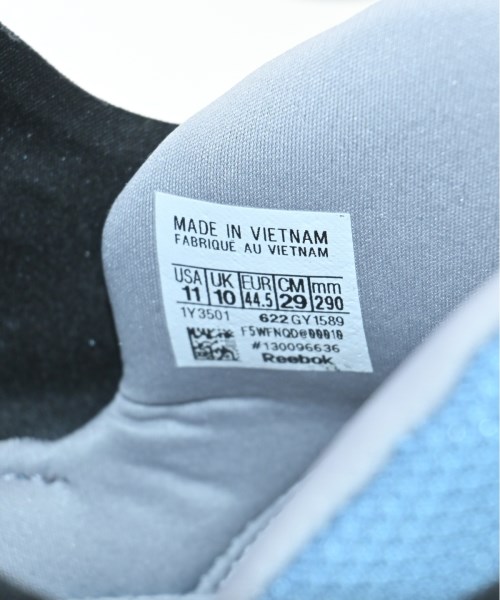 MADE IN VIETNAM
FABRIQUÉ AU VIETNAM
USA UK EUR CM mm
11 10 44.5 29 290
1Y3501 622 GY1589
#130096636
Reebok